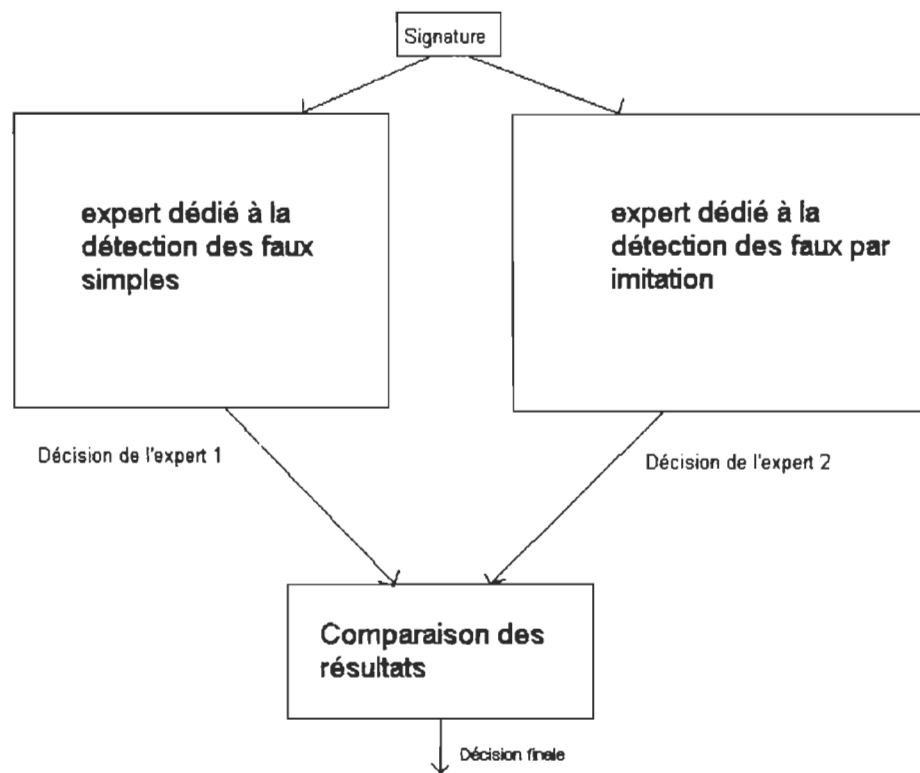 Signature
expert dédié à la
détection des faux
simples
expert dédié à la
détection des faux par
imitation
Décision de l'expert 1
Décision de l'expert 2
Comparaison des
résultats
Décision finale